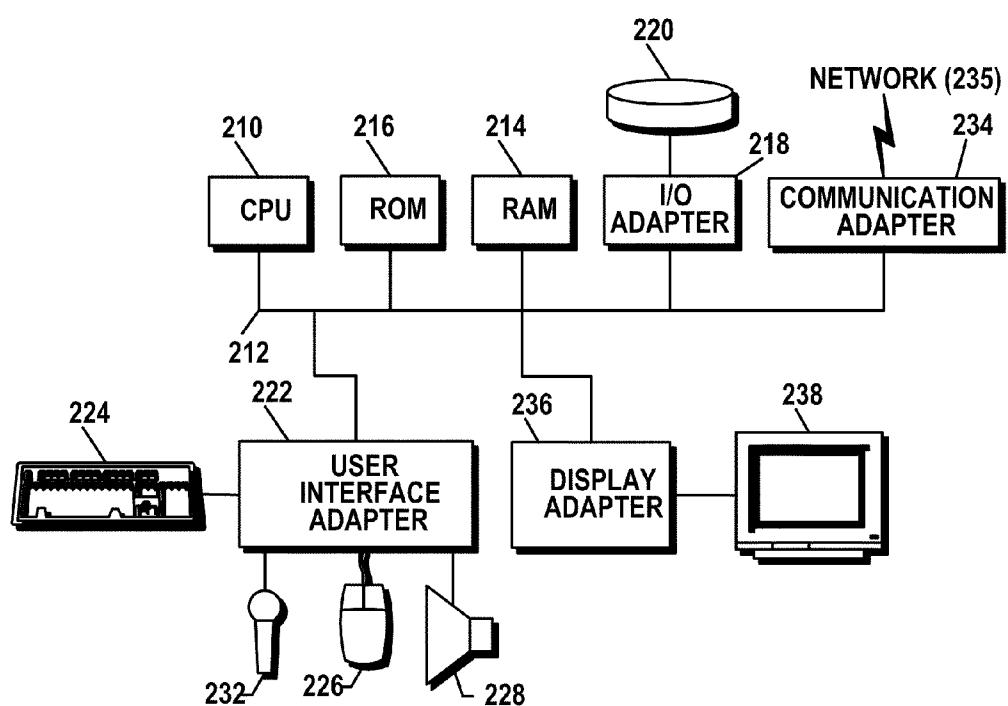 220
NETWORK (235)
210
216
214
218
234
CPU
ROM
RAM
I/O
ADAPTER
COMMUNICATION
ADAPTER
212
222
236
238
224
USER
INTERFACE
ADAPTER
DISPLAY
ADAPTER
232
226
228